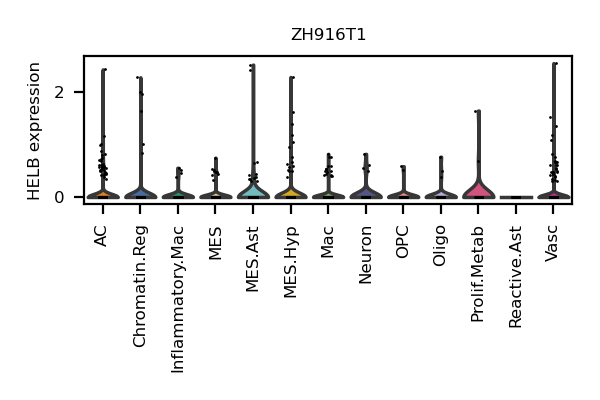 ZH916T1
HELB expression
2
0
AC
Chromatin.Reg
Inflammatory.Mac
MES
MES.Ast
MES.Hyp
Mac
Neuron
OPC
Oligo
Prolif.Metab
Reactive.Ast
Vasc